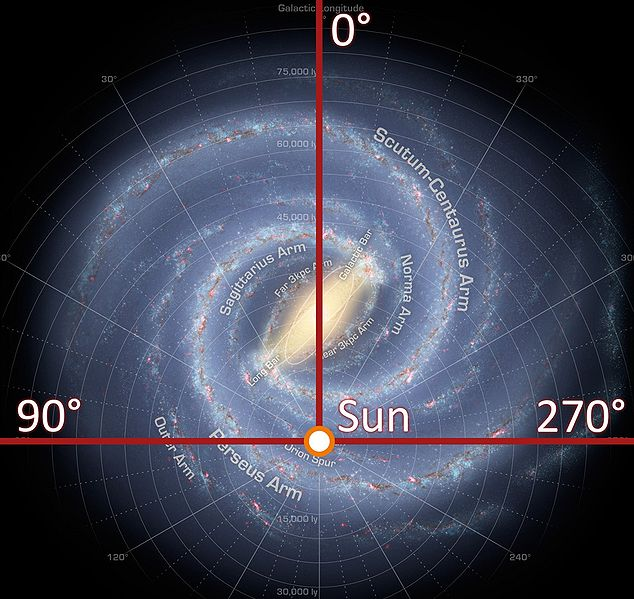 Galactic Longitude
0°
30°
330°
75,000 ly
60,000 ly
Scutum-Centaurus Arm
45,000 ly
Sagittarius Arm
Far 3kpc Arm
Galactic Bar
Norma Arm
Near 3kpc Arm
Long Bar
90°
Sun
270°
Outer Arm
Perseus Arm
Orion Spur
15,000 ly
120°
240°
30,000 ly